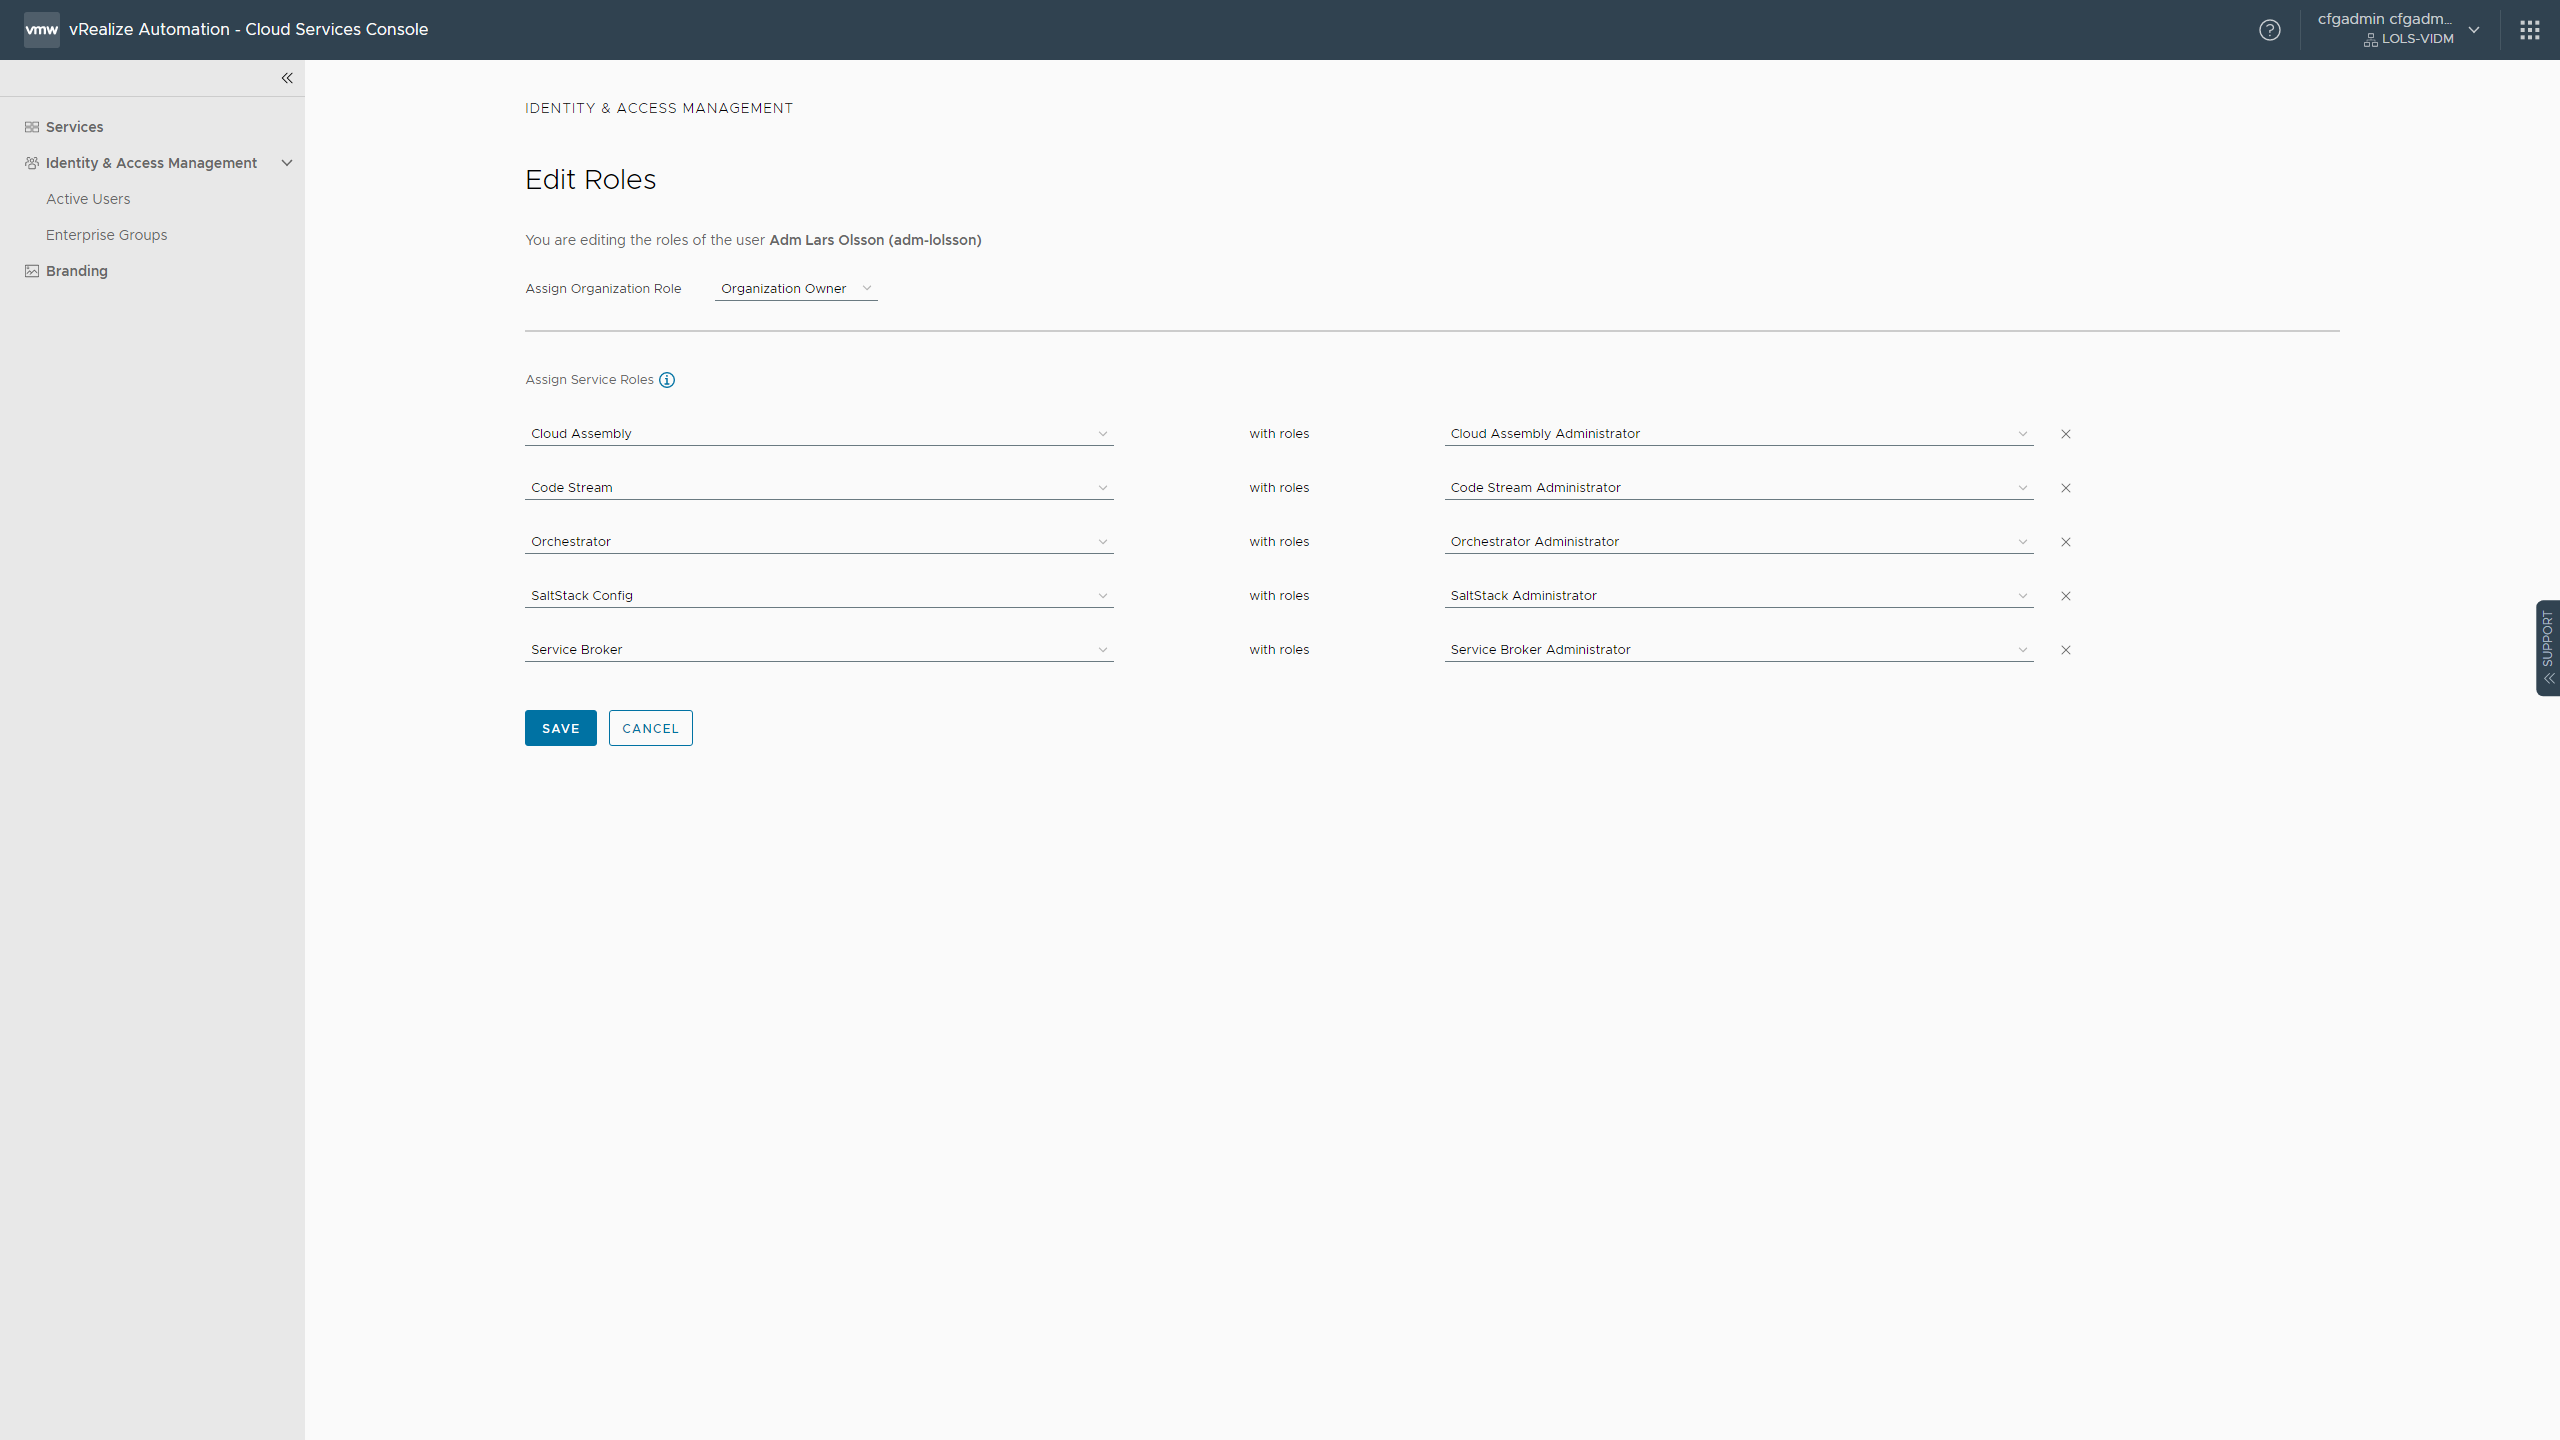 vmw vRealize Automation - Cloud Services Console
cfgadmin cfgadm...
LOLS-VIDM
Services
Identity & Access Management
Active Users
Enterprise Groups
Branding
IDENTITY & ACCESS MANAGEMENT
Edit Roles
You are editing the roles of the user Adm Lars Olsson (adm-lolsson)
Assign Organization Role Organization Owner
Assign Service Roles
Cloud Assembly with roles Cloud Assembly Administrator
Code Stream with roles Code Stream Administrator
Orchestrator with roles Orchestrator Administrator
SaltStack Config with roles SaltStack Administrator
Service Broker with roles Service Broker Administrator
SAVE CANCEL
SUPPORT